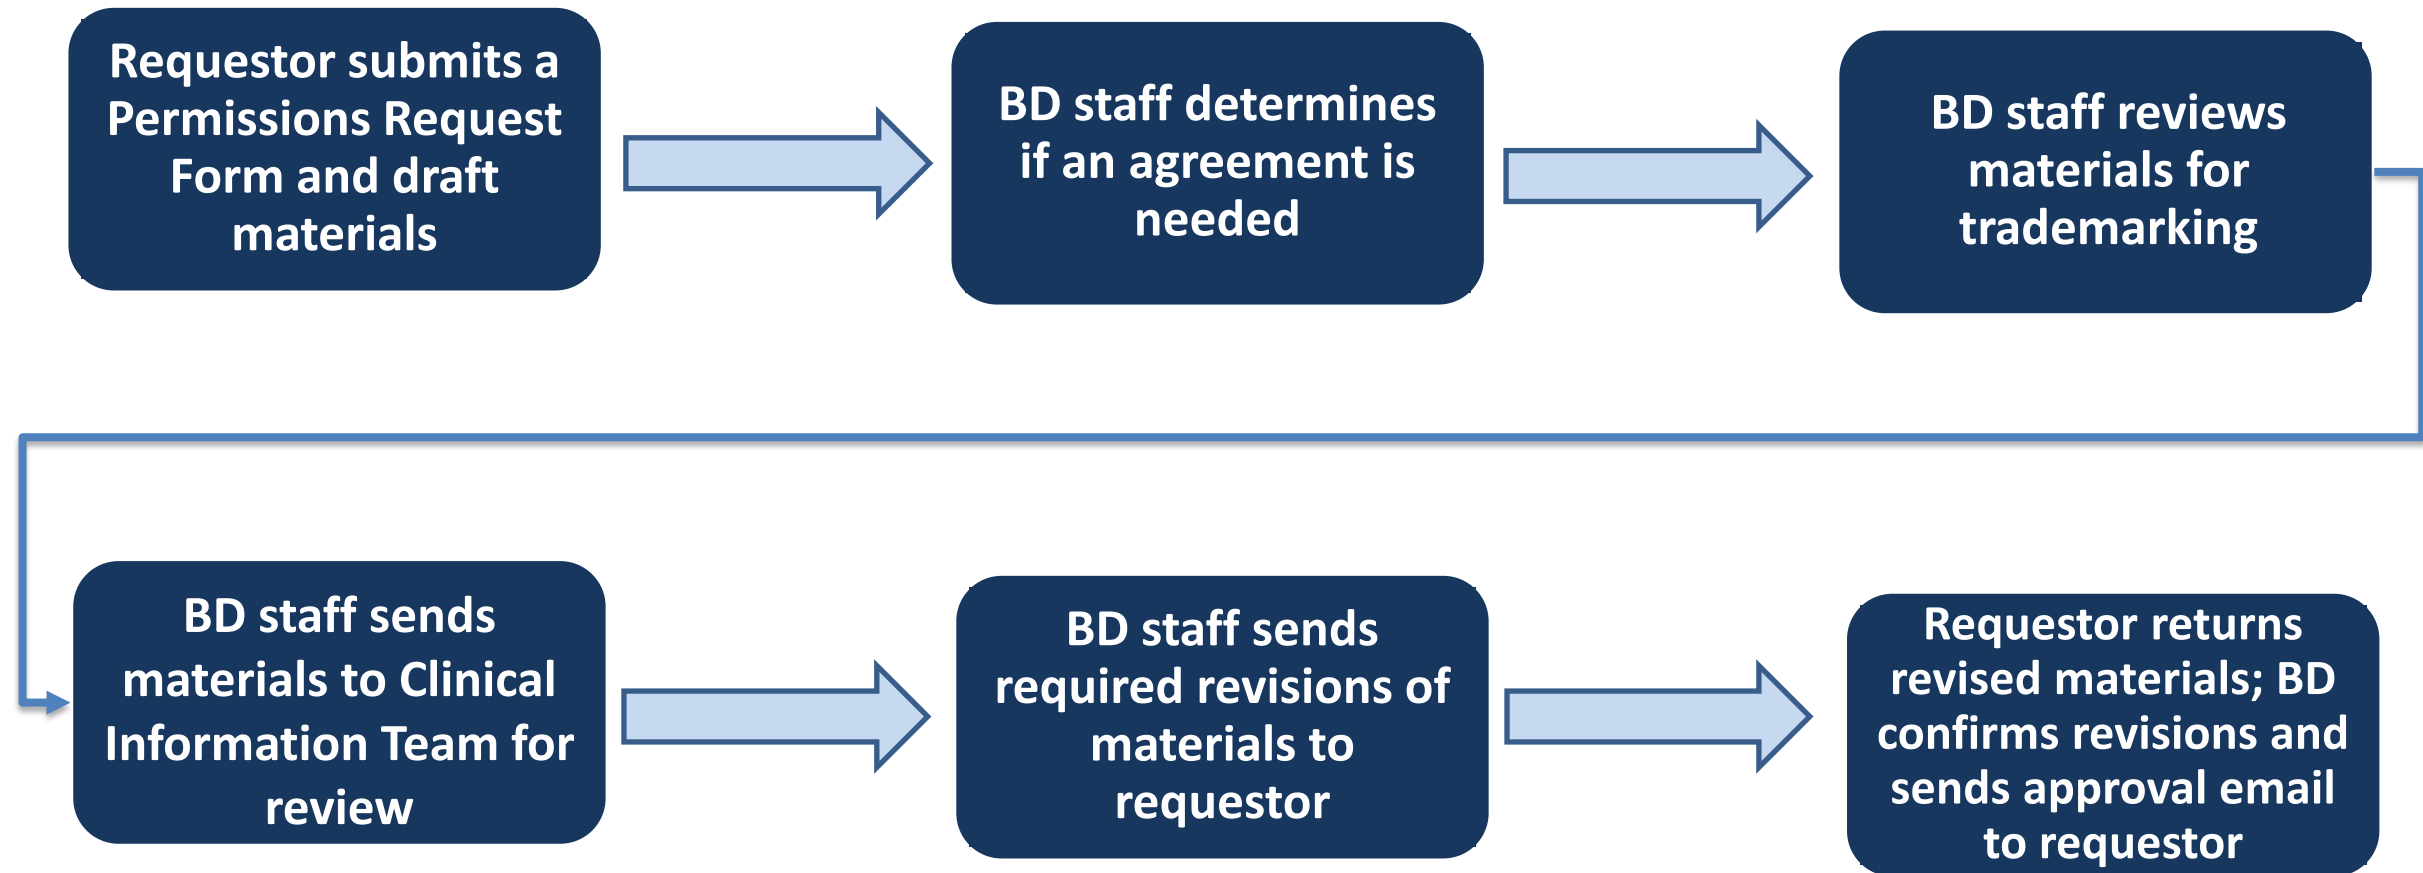 Requestor submits a
Permissions Request
Form and draft
materials
BD staff determines
if an agreement is
needed
BD staff reviews
materials for
trademarking
BD staff sends
materials to Clinical
Information Team for
review
BD staff sends
required revisions of
materials to
requestor
Requestor returns
revised materials; BD
confirms revisions and
sends approval email
to requestor